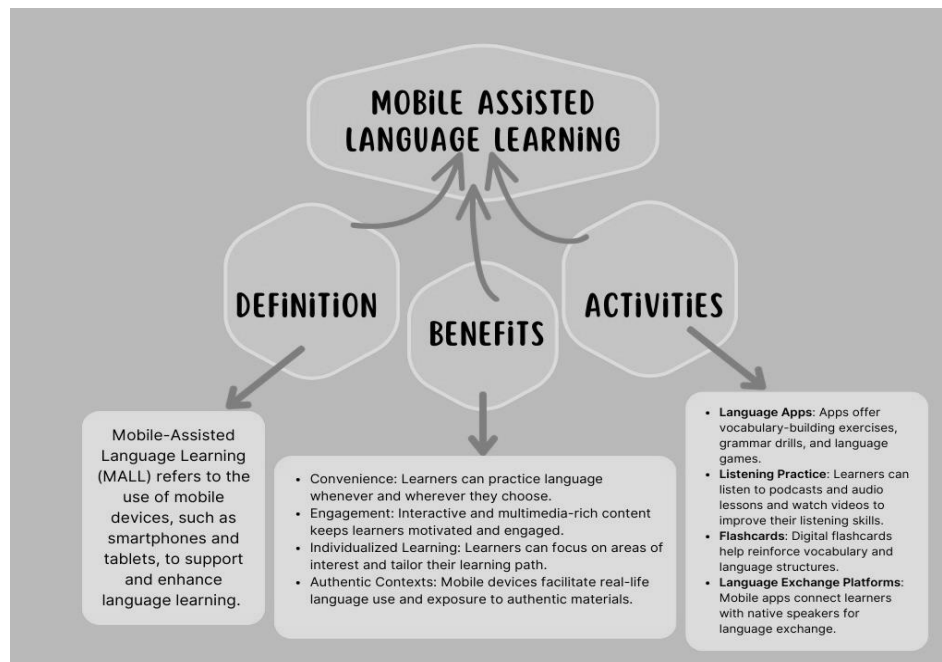 MOBILE ASSISTED
LANGUAGE LEARNING
DEFINITION
BENEFITS
ACTIVITIES
Mobile-Assisted
Language Learning
(MALL) refers to the
use of mobile
devices, such as
smartphones and
tablets, to support
and enhance
language learning.
• Convenience: Learners can practice language
whenever and wherever they choose.
• Engagement: Interactive and multimedia-rich content
keeps learners motivated and engaged.
• Individualized Learning: Learners can focus on areas of
interest and tailor their learning path.
• Authentic Contexts: Mobile devices facilitate real-life
language use and exposure to authentic materials.
• Language Apps: Apps offer
vocabulary-building exercises,
grammar drills, and language
games.
• Listening Practice: Learners can
listen to podcasts and audio
lessons and watch videos to
improve their listening skills.
• Flashcards: Digital flashcards
help reinforce vocabulary and
language structures.
• Language Exchange Platforms:
Mobile apps connect learners
with native speakers for
language exchange.